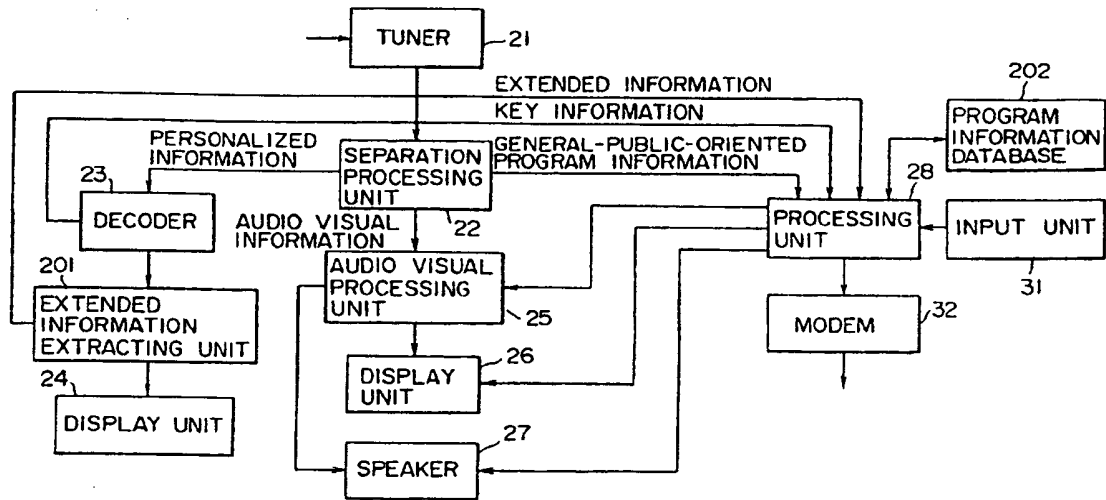 TUNER
21
EXTENDED INFORMATION
202
KEY INFORMATION
PROGRAM
INFORMATION
DATABASE
PERSONALIZED
INFORMATION
SEPARATION
PROCESSING
UNIT
22
GENERAL-PUBLIC-ORIENTED
PROGRAM INFORMATION
23
DECODER
28
PROCESSING
UNIT
INPUT UNIT
31
AUDIO VISUAL
INFORMATION
AUDIO VISUAL
PROCESSING
UNIT
25
201
EXTENDED
INFORMATION
EXTRACTING UNIT
MODEM
32
24
DISPLAY UNIT
26
DISPLAY
UNIT
27
SPEAKER